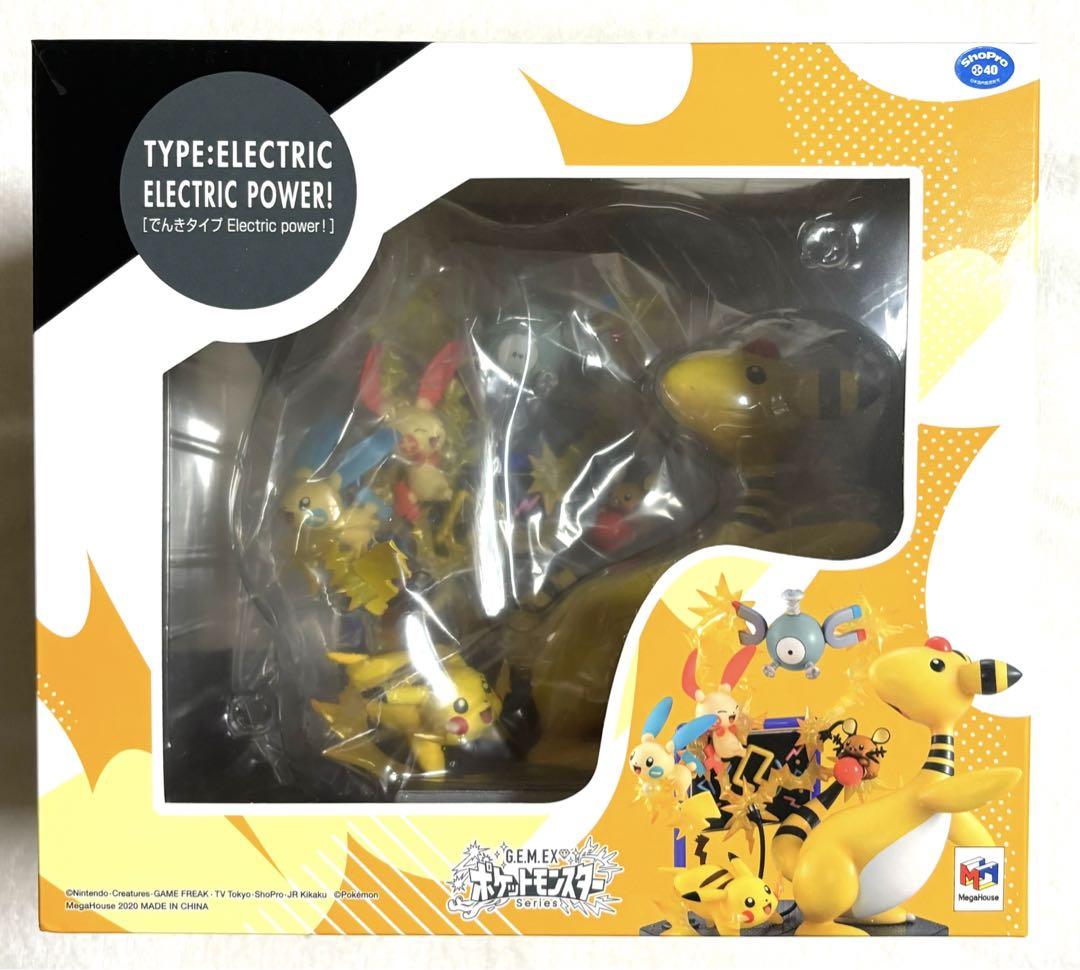 ShoPro
40
TYPE:ELECTRIC
ELECTRIC POWER!
[でんきタイプ Electric power!]
G.E.M.EX
ポケットモンスター
Series
©Nintendo・Creatures・GAME FREAK・TV Tokyo・ShoPro・JR Kikaku ©Pokémon
MegaHouse 2020 MADE IN CHINA
MegaHouse